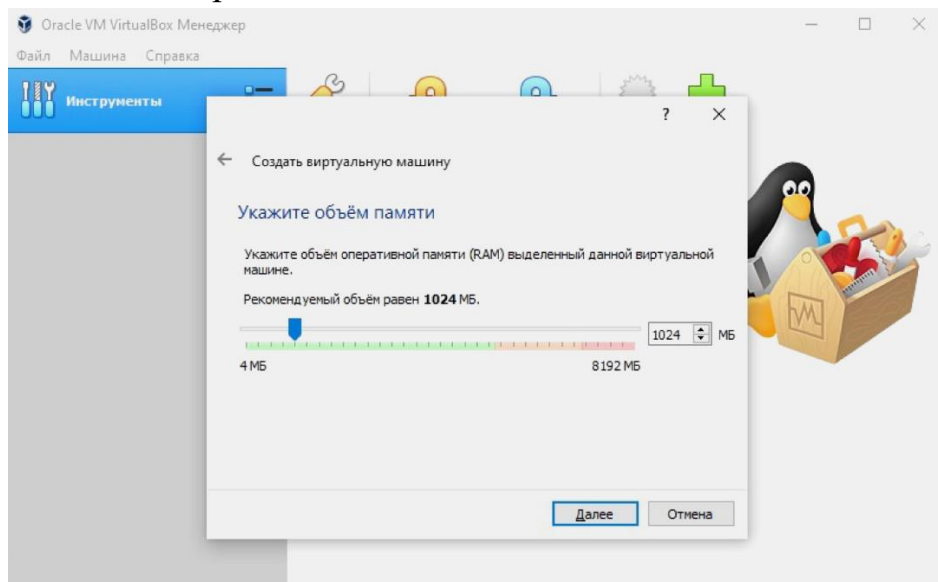 Oracle VM VirtualBox Менеджер
Файл Машина Справка
Инструменты
? ×
← Создать виртуальную машину
Укажите объём памяти
Укажите объём оперативной памяти (RAM) выделенный данной виртуальной
машине.
Рекомендуемый объём равен 1024 МБ.
1024 МБ
4 МБ 8192 МБ
Далее Отмена